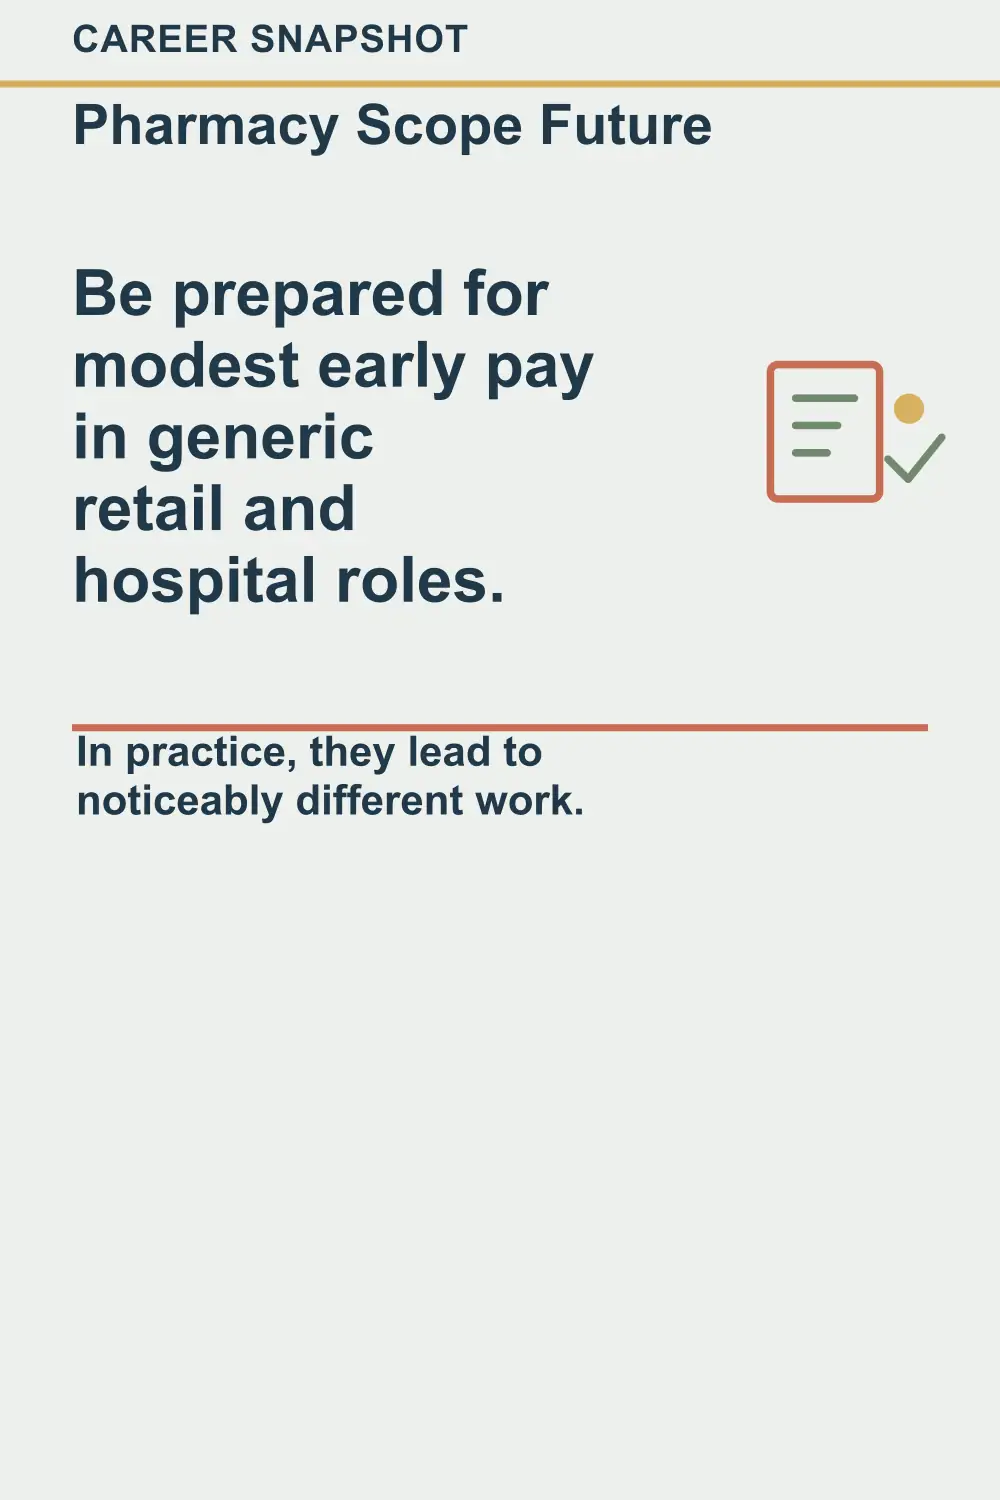 CAREER SNAPSHOT
Pharmacy Scope Future
Be prepared for
modest early pay
in generic
retail and
hospital roles.
In practice, they lead to
noticeably different work.